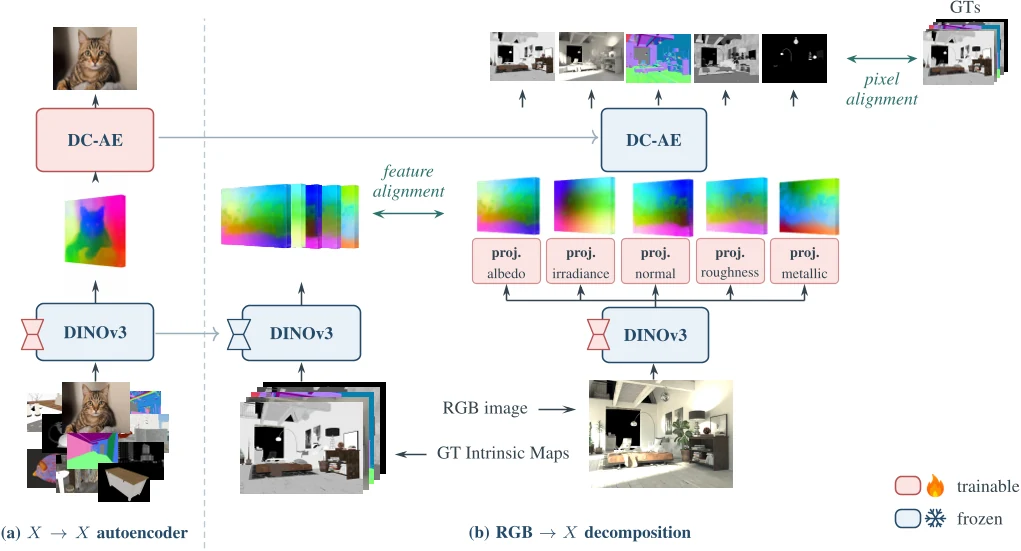 GTs
pixel
alignment
DC-AE
DC-AE
feature
alignment
proj.
albedo
proj.
irradiance
proj.
normal
proj.
roughness
proj.
metallic
DINOv3
DINOv3
DINOv3
RGB image
GT Intrinsic Maps
trainable
frozen
(a) X → X autoencoder
(b) RGB → X decomposition